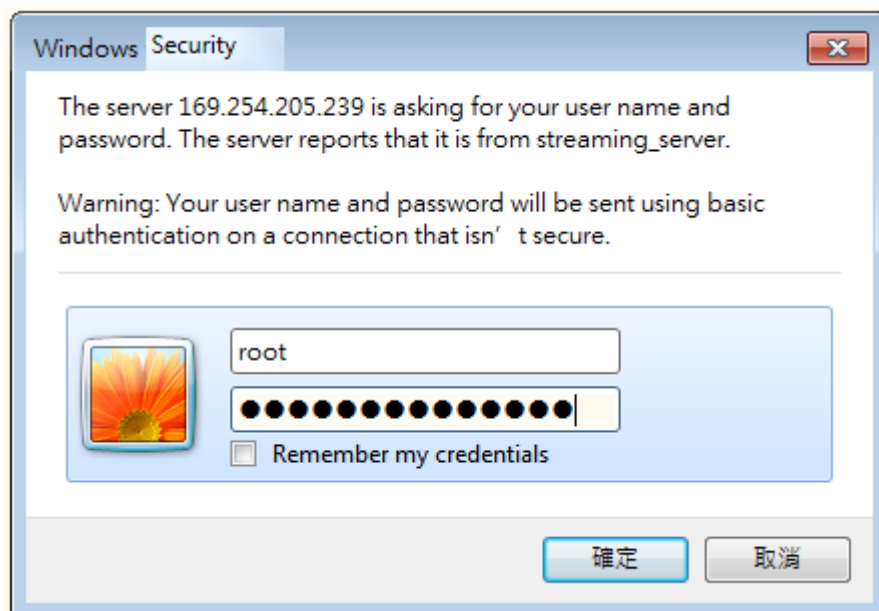 Windows Security
The server 169.254.205.239 is asking for your user name and
password. The server reports that it is from streaming_server.
Warning: Your user name and password will be sent using basic
authentication on a connection that isn’t secure.
root
●●●●●●●●●●●●●●
Remember my credentials
確定 取消